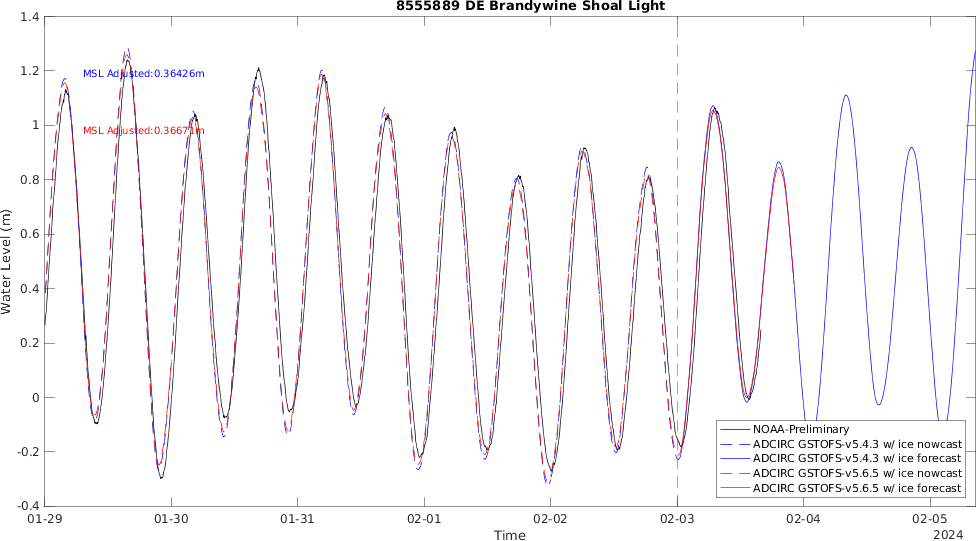 8555889 DE Brandywine Shoal Light
1.4
1.2
1
0.8
0.6
0.4
0.2
0
-0.2
-0.4
Water Level (m)
MSL Adjusted:0.36426m
MSL Adjusted:0.36671m
NOAA-Preliminary
ADCIRC GSTOFS-v5.4.3 w/ ice nowcast
ADCIRC GSTOFS-v5.4.3 w/ ice forecast
ADCIRC GSTOFS-v5.6.5 w/ ice nowcast
ADCIRC GSTOFS-v5.6.5 w/ ice forecast
01-29 01-30 01-31 02-01 02-02 02-03 02-04 02-05
Time
2024